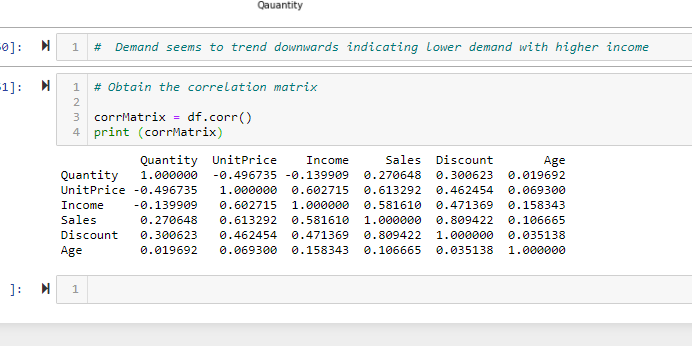 Qauantity
0]: 1 # Demand seems to trend downwards indicating lower demand with higher income
1]: 1 # Obtain the correlation matrix
2
3 corrMatrix = df.corr()
4 print (corrMatrix)
Quantity UnitPrice Income Sales Discount Age
Quantity 1.000000 -0.496735 -0.139909 0.270648 0.300623 0.019692
UnitPrice -0.496735 1.000000 0.602715 0.613292 0.462454 0.069300
Income -0.139909 0.602715 1.000000 0.581610 0.471369 0.158343
Sales 0.270648 0.613292 0.581610 1.000000 0.809422 0.106665
Discount 0.300623 0.462454 0.471369 0.809422 1.000000 0.035138
Age 0.019692 0.069300 0.158343 0.106665 0.035138 1.000000
]: 1